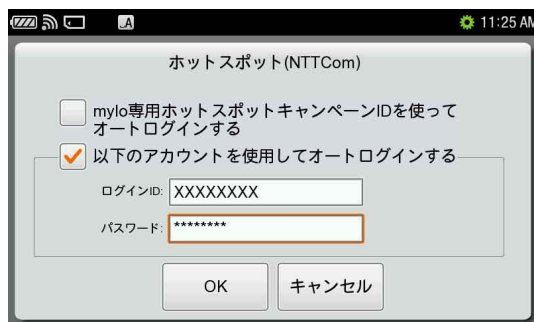 A
11:25 AM
ホットスポット(NTTCom)
mylo専用ホットスポットキャンペーンIDを使って
オートログインする
以下のアカウントを使用してオートログインする
ログインID: XXXXXXXX
パスワード: ********
OK キャンセル